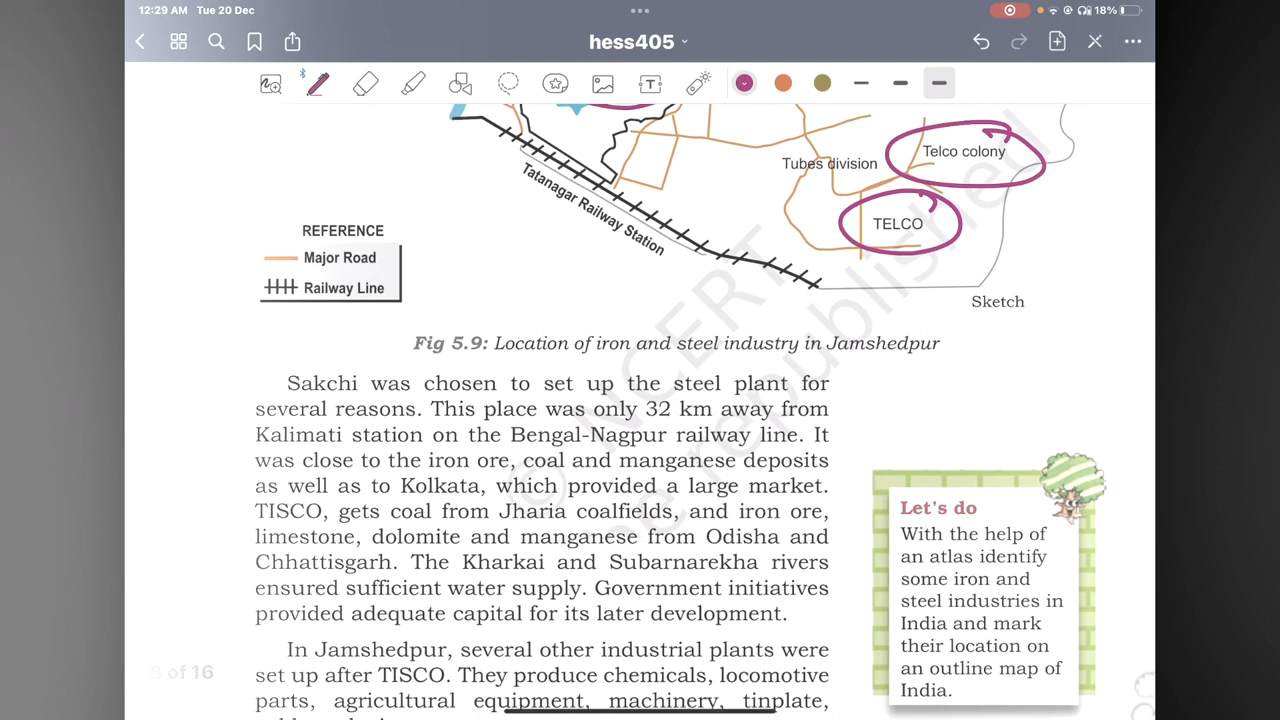 12:29 AM Tue 20 Dec
18%
hess405
Telco colony
Tubes division
TELCO
Tatanagar Railway Station
REFERENCE
Major Road
Railway Line
Sketch
© NCERT
be republished
Fig 5.9: Location of iron and steel industry in Jamshedpur
Sakchi was chosen to set up the steel plant for
several reasons. This place was only 32 km away from
Kalimati station on the Bengal-Nagpur railway line. It
was close to the iron ore, coal and manganese deposits
as well as to Kolkata, which provided a large market.
TISCO, gets coal from Jharia coalfields, and iron ore,
limestone, dolomite and manganese from Odisha and
Chhattisgarh. The Kharkai and Subarnarekha rivers
ensured sufficient water supply. Government initiatives
provided adequate capital for its later development.
In Jamshedpur, several other industrial plants were
set up after TISCO. They produce chemicals, locomotive
parts, agricultural equipment, machinery, tinplate,
8 of 16
Let's do
With the help of
an atlas identify
some iron and
steel industries in
India and mark
their location on
an outline map of
India.